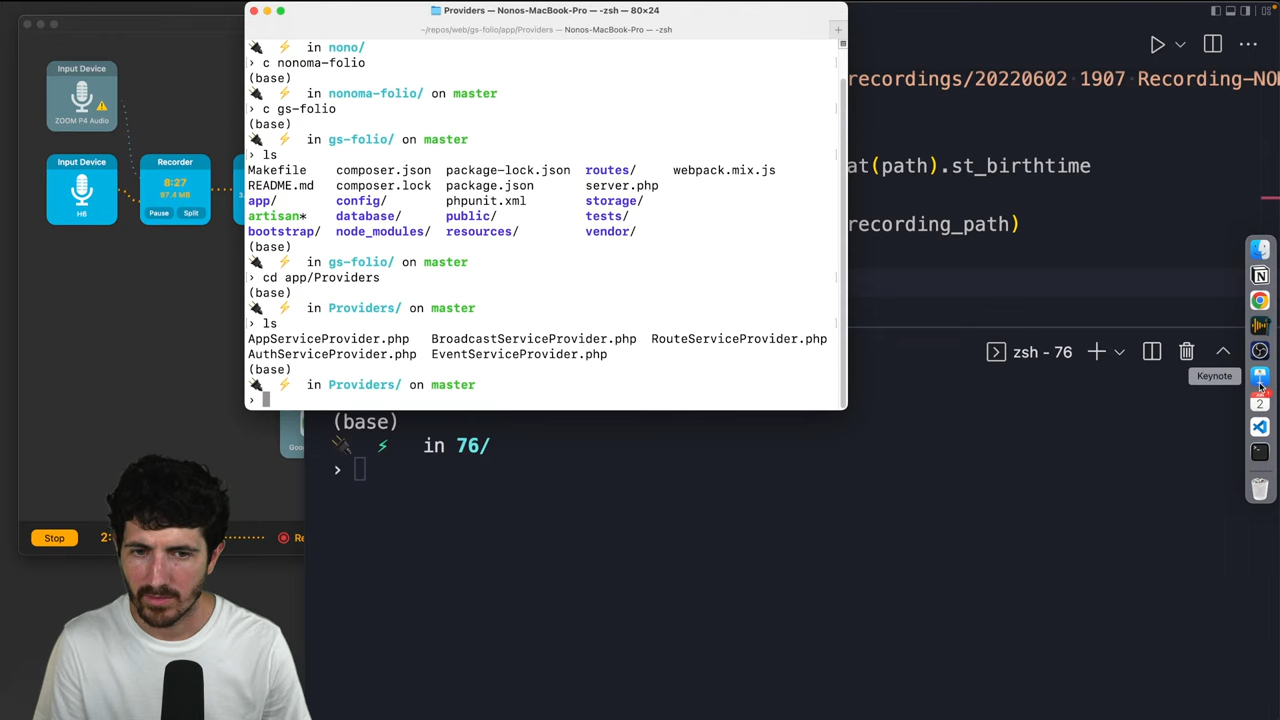 Providers — Nonos-MacBook-Pro — -zsh — 80×24
~/repos/web/gs-folio/app/Providers — Nonos-MacBook-Pro — -zsh
in nono/
› c nonoma-folio
(base)
in nonoma-folio/ on master
› c gs-folio
(base)
in gs-folio/ on master
› ls
Makefile composer.json package-lock.json routes/ webpack.mix.js
README.md composer.lock package.json server.php
app/ config/ phpunit.xml storage/
artisan* database/ public/ tests/
bootstrap/ node_modules/ resources/ vendor/
(base)
in gs-folio/ on master
› cd app/Providers
(base)
in Providers/ on master
› ls
AppServiceProvider.php BroadcastServiceProvider.php RouteServiceProvider.php
AuthServiceProvider.php EventServiceProvider.php
(base)
in Providers/ on master
›
Input Device
ZOOM P4 Audio
Input Device
H6
Recorder
8:27
97.4 MB
Pause Split
Stop
2:
recordings/20220602 1907 Recording-NO
at(path).st_birthtime
recording_path)
zsh - 76
Keynote
2
(base)
in 76/
›